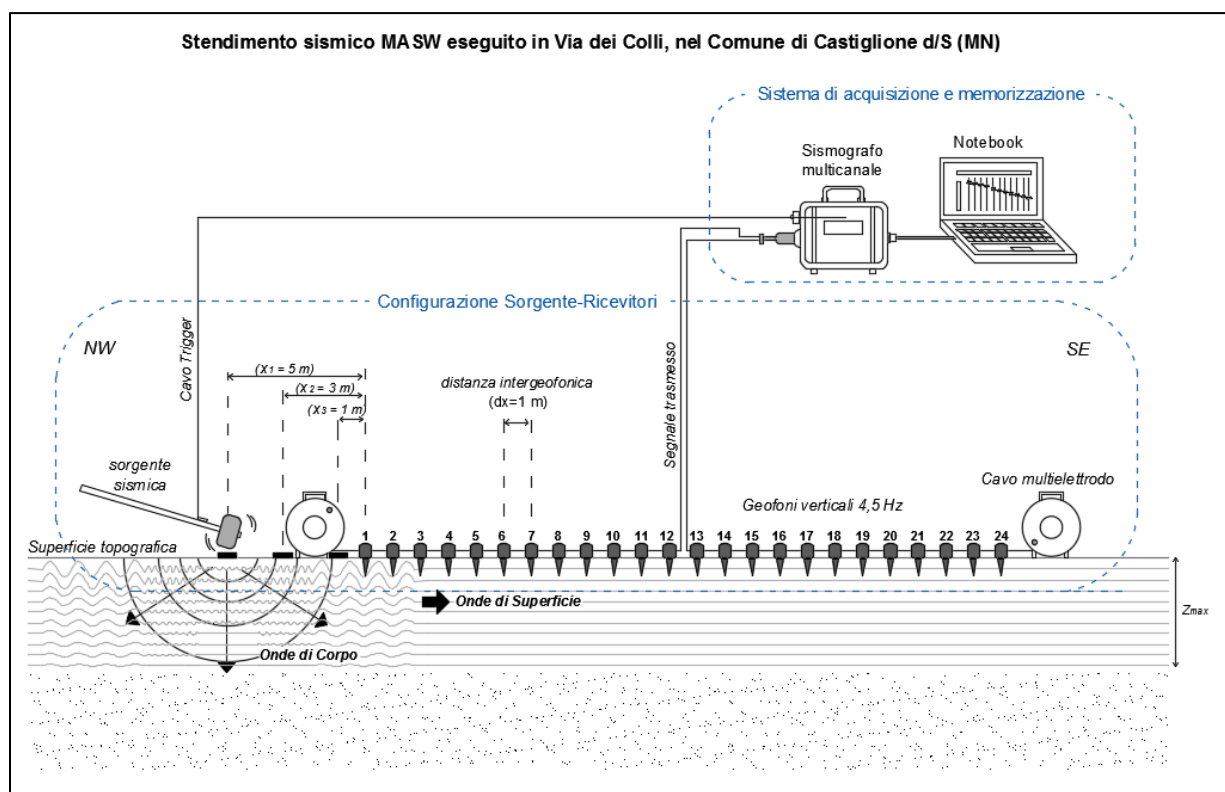 Stendimento sismico MASW eseguito in Via dei Colli, nel Comune di Castiglione d/S (MN)
Sistema di acquisizione e memorizzazione
Sismografo
multicanale
Notebook
Configurazione Sorgente-Ricevitori
NW
SE
Cavo Trigger
(X1 = 5 m)
(X2 = 3 m)
(X3 = 1 m)
distanza intergeofonica
(dx=1 m)
Segnale trasmesso
sorgente
sismica
Cavo multielettrodo
Geofoni verticali 4,5 Hz
Superficie topografica
1 2 3 4 5 6 7 8 9 10 11 12 13 14 15 16 17 18 19 20 21 22 23 24
Onde di Superficie
Zmax
Onde di Corpo